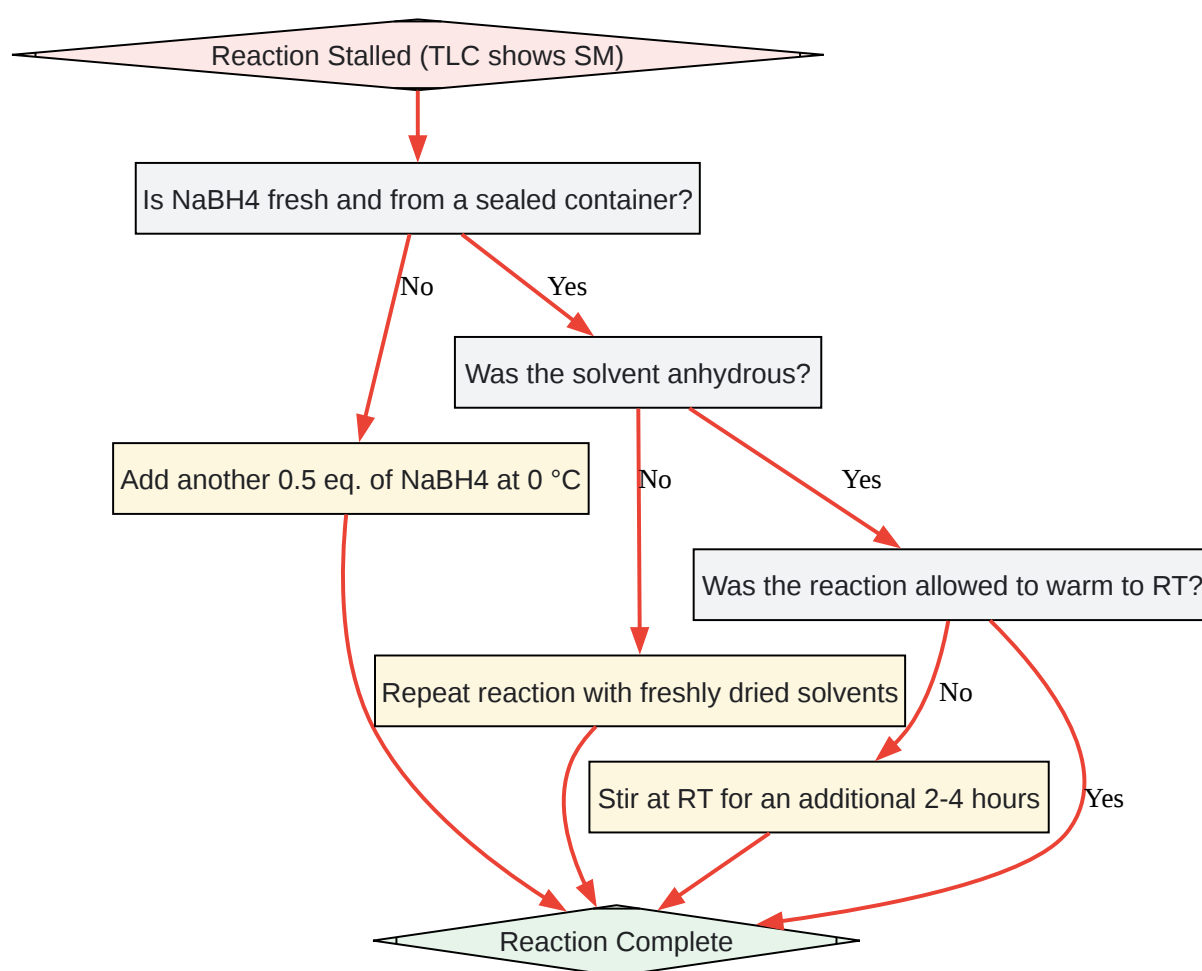 Reaction Stalled (TLC shows SM)
Is NaBH4 fresh and from a sealed container?
No
Yes
Was the solvent anhydrous?
Add another 0.5 eq. of NaBH4 at 0 °C
No
Yes
Was the reaction allowed to warm to RT?
Repeat reaction with freshly dried solvents
No
Stir at RT for an additional 2-4 hours
Yes
Reaction Complete